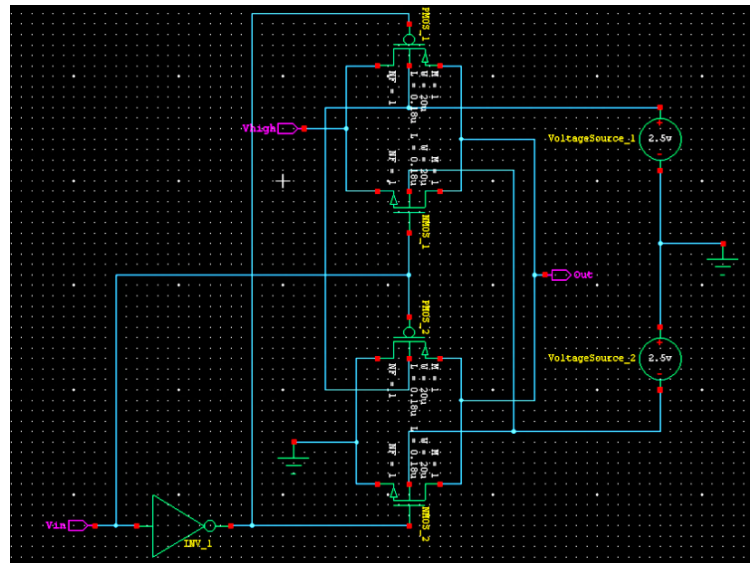 PMOS_1
M = 1
W = 20u
L = 0.18u
NF = 1
Vhigh
VoltageSource_1
2.5v
M = 1
W = 20u
L = 0.18u
NF = 1
NMOS_1
Out
PMOS_2
M = 1
W = 20u
L = 0.18u
NF = 1
VoltageSource_2
2.5v
M = 1
W = 20u
L = 0.18u
NF = 1
NMOS_2
Vin
INV_1